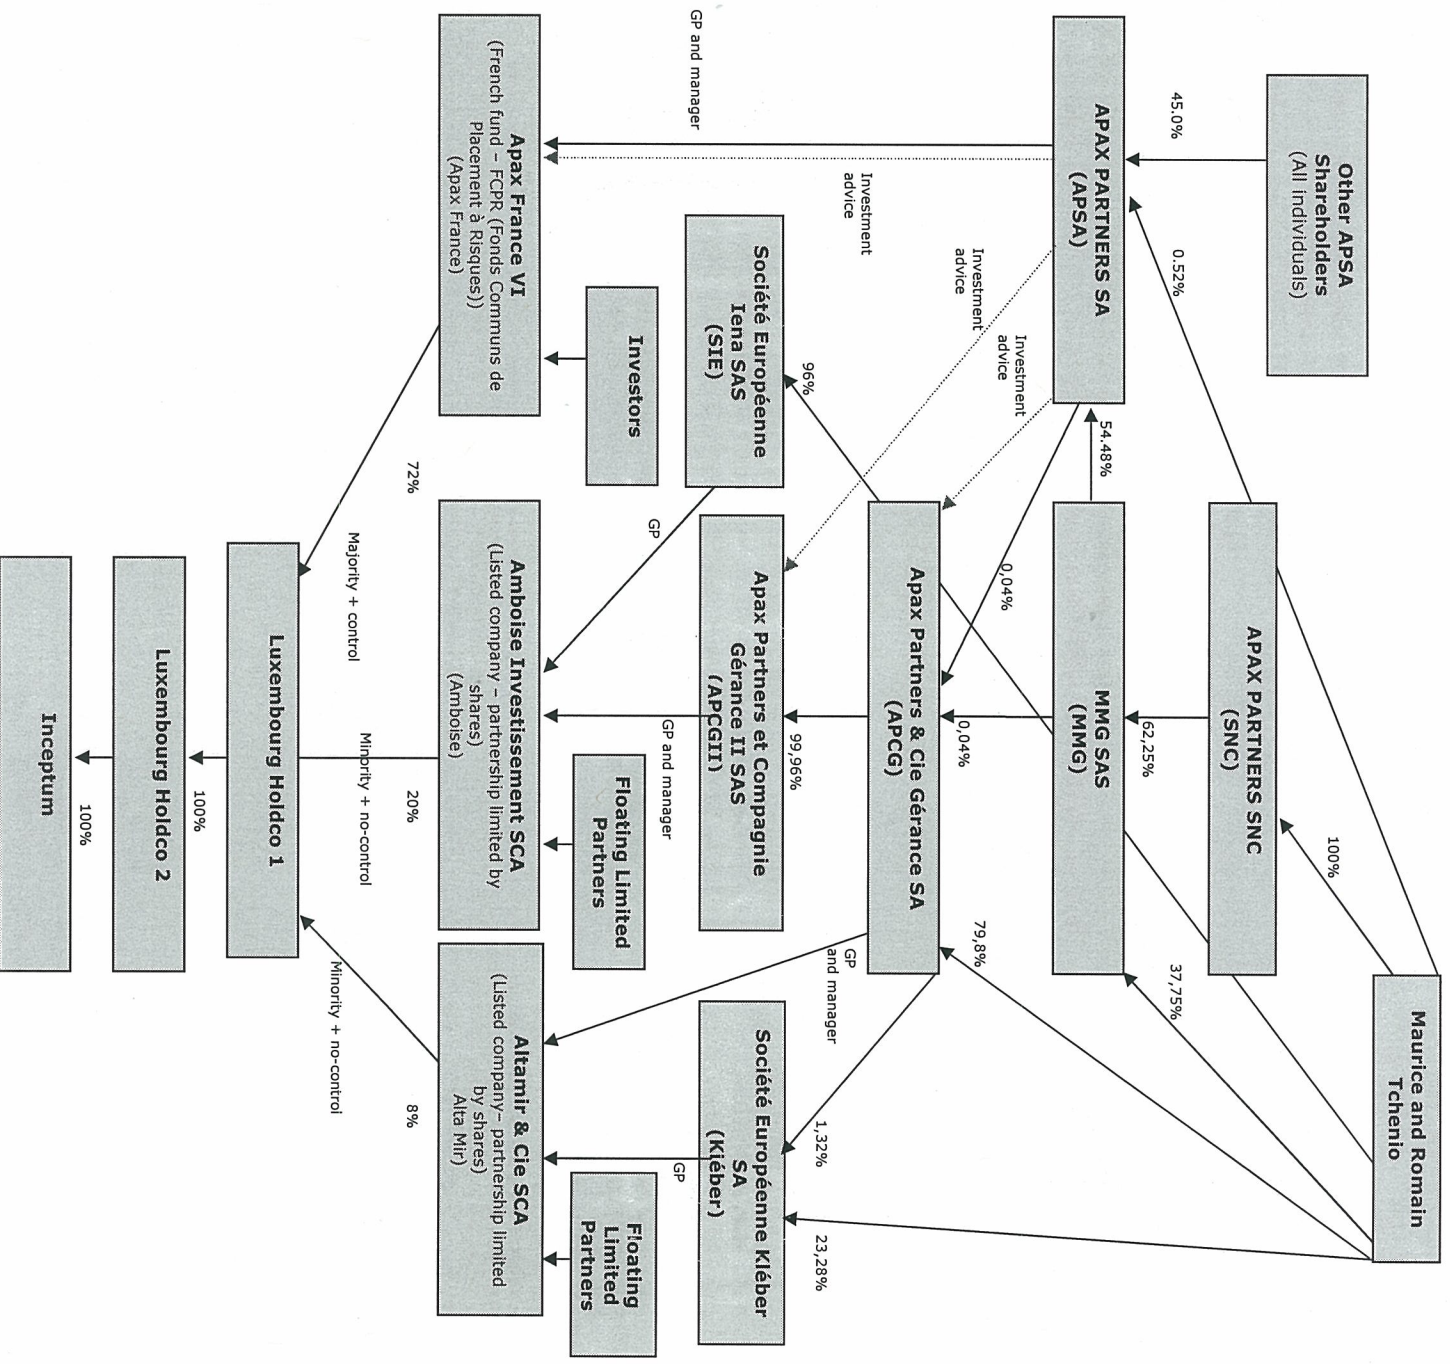 Maurice and Romain
Tchenio
Other APSA
Shareholders
(All individuals)
100%
APAX PARTNERS SNC
(SNC)
45.0%
0.52%
62,25%
37,75%
APAX PARTNERS SA
(APSA)
54.48%
MMG SAS
(MMG)
GP and manager
Investment
advice
Investment
advice
Investment
advice
0,04%
0,04%
79,8%
Apax Partners & Cie Gérance SA
(APCG)
96%
99,96%
GP
and manager
1,32%
23,28%
Société Européenne
Iena SAS
(SIE)
Apax Partners et Compagnie
Gérance II SAS
(APCGII)
Société Européenne Kléber
SA
(Kléber)
Investors
GP
GP and manager
Floating Limited
Partners
GP
Floating
Limited
Partners
Apax France VI
(French fund – FCPR (Fonds Communs de
Placement à Risques))
(Apax France)
Amboise Investissement SCA
(Listed company – partnership limited by
shares)
(Amboise)
Altamir & Cie SCA
(Listed company– partnership limited
by shares)
Alta Mir)
72%
20%
8%
Majority + control
Minority + no-control
Minority + no-control
Luxembourg Holdco 1
100%
Luxembourg Holdco 2
100%
Inceptum